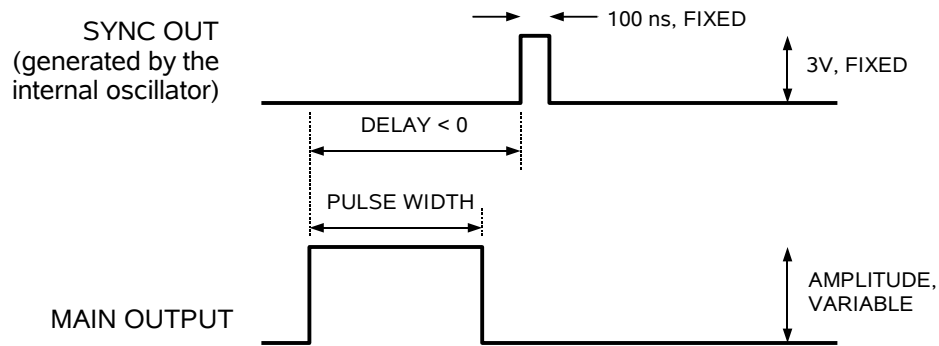 SYNC OUT
(generated by the
internal oscillator)
100 ns, FIXED
3V, FIXED
DELAY < 0
PULSE WIDTH
MAIN OUTPUT
AMPLITUDE,
VARIABLE